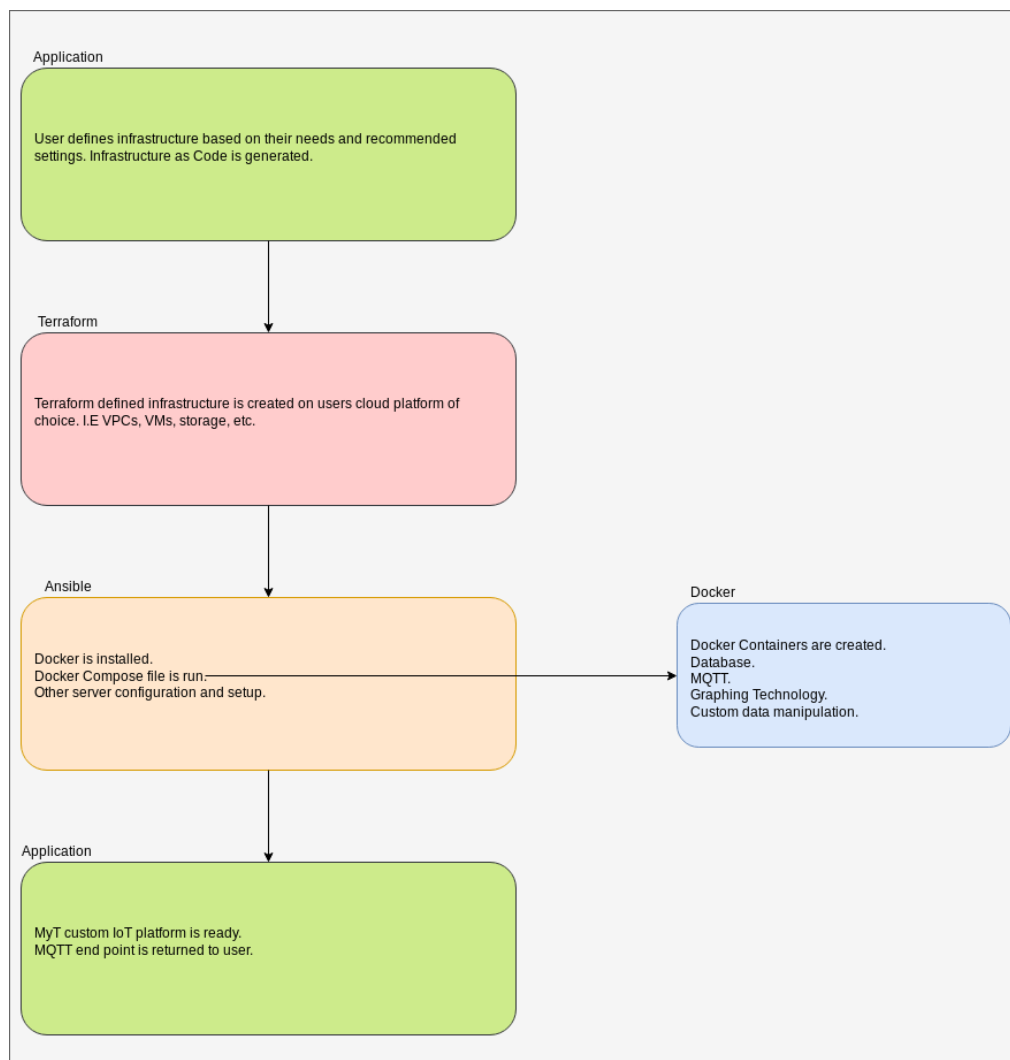 Application
User defines infrastructure based on their needs and recommended
settings. Infrastructure as Code is generated.
Terraform
Terraform defined infrastructure is created on users cloud platform of
choice. I.E VPCs, VMs, storage, etc.
Ansible
Docker is installed.
Docker Compose file is run.
Other server configuration and setup.
Docker
Docker Containers are created.
Database.
MQTT.
Graphing Technology.
Custom data manipulation.
Application
MyT custom IoT platform is ready.
MQTT end point is returned to user.